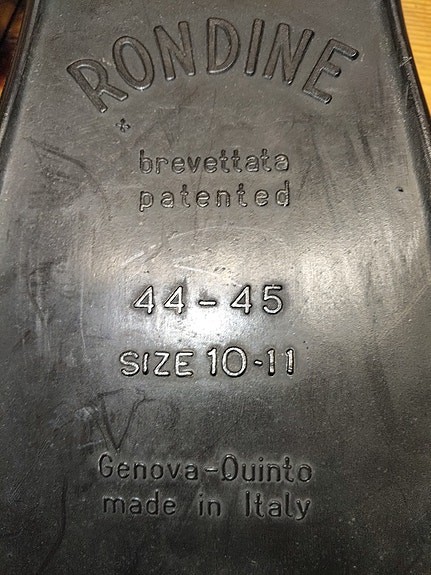 RONDINE
*
brevettata
patented
44-45
SIZE 10-11
Genova-Quinto
made in Italy